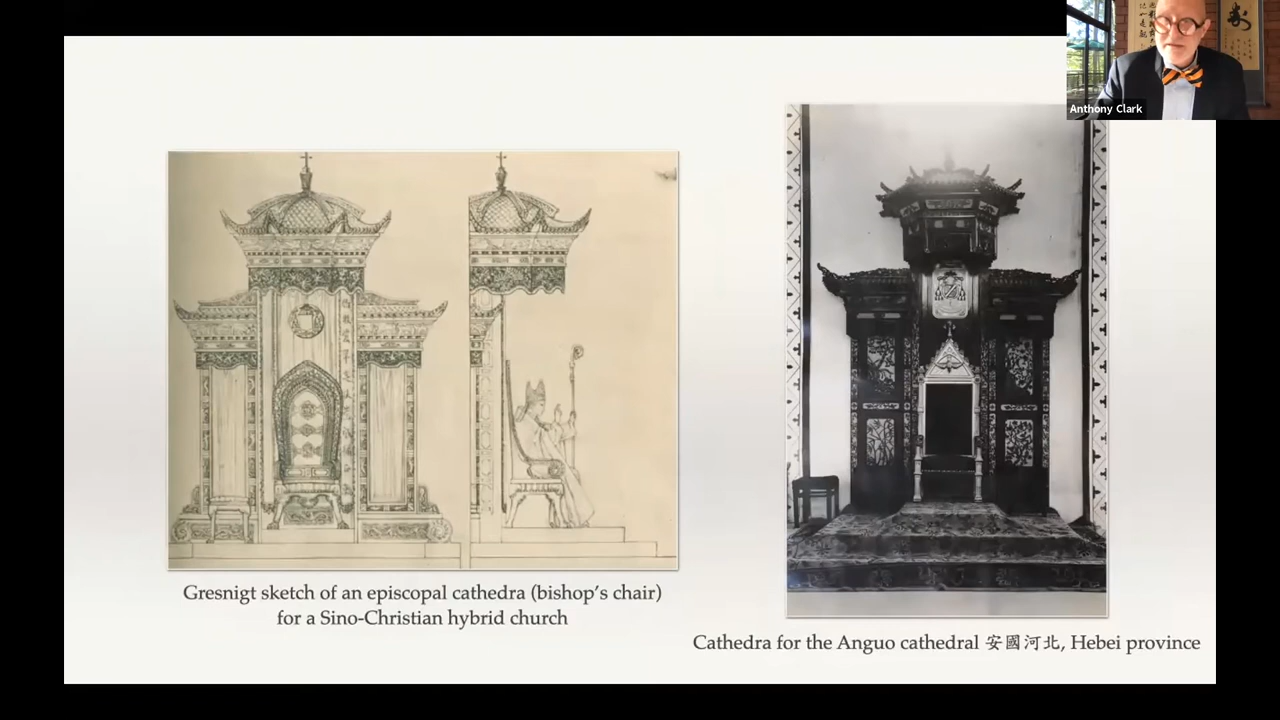 Anthony Clark
Gresnigt sketch of an episcopal cathedra (bishop's chair)
for a Sino-Christian hybrid church
Cathedra for the Anguo cathedral 安國河北, Hebei province